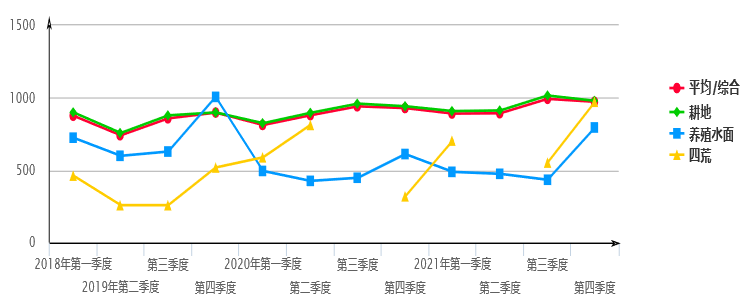 1500
1000
500
0
2018年第一季度
2019年第二季度
第三季度
第四季度
2020年第一季度
第二季度
第三季度
第四季度
2021年第一季度
第二季度
第三季度
第四季度
平均/综合
耕地
养殖水面
四荒